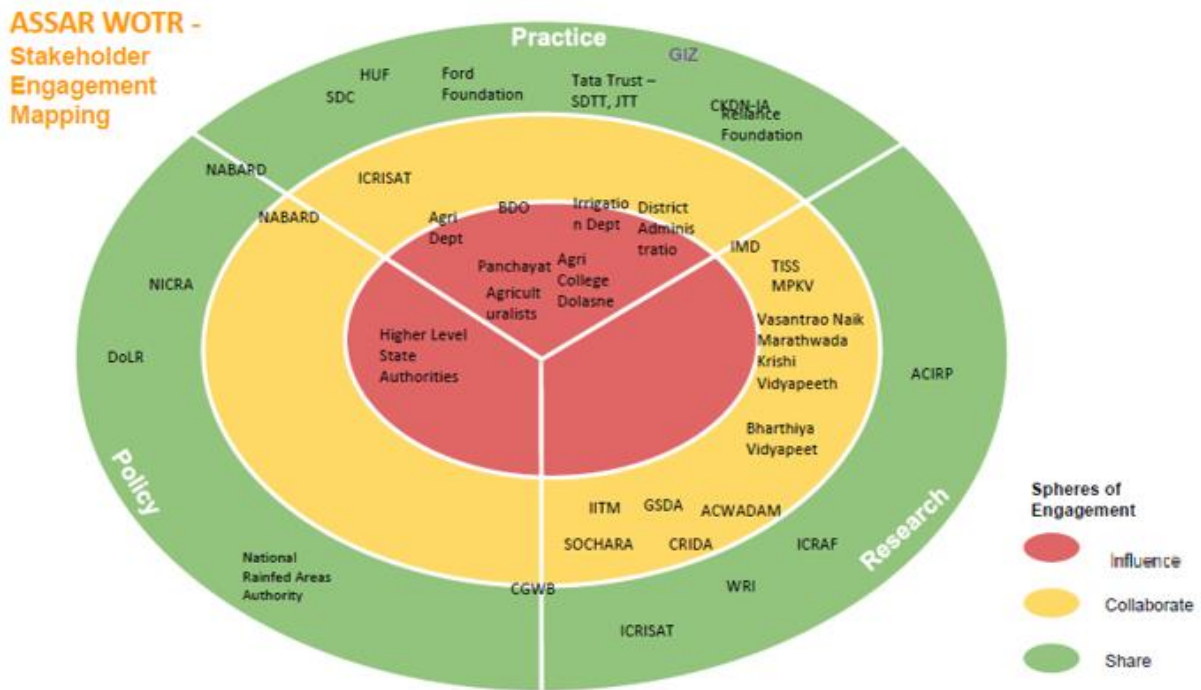 ASSAR WOTR -
Stakeholder
Engagement
Mapping
Practice
GIZ
HUF
SDC
Ford
Foundation
Tata Trust –
SDTT, JTT
CKDN-IA
Reliance
Foundation
NABARD
NABARD
ICRISAT
Agri
Dept
BDO
Irrigatio
n Dept
District
Adminis
tratio
Panchayat
Agricult
uralists
Agri
College
Dolasne
IMD
TISS
MPKV
NICRA
DoLR
Higher Level
State
Authorities
Vasantrao Naik
Marathwada
Krishi
Vidyapeeth
ACIRP
Bharthiya
Vidyapeet
Policy
IITM
GSDA
ACWADAM
SOCHARA
CRIDA
ICRAF
Research
National
Rainfed Areas
Authority
CGWB
WRI
ICRISAT
Spheres of
Engagement
Influence
Collaborate
Share